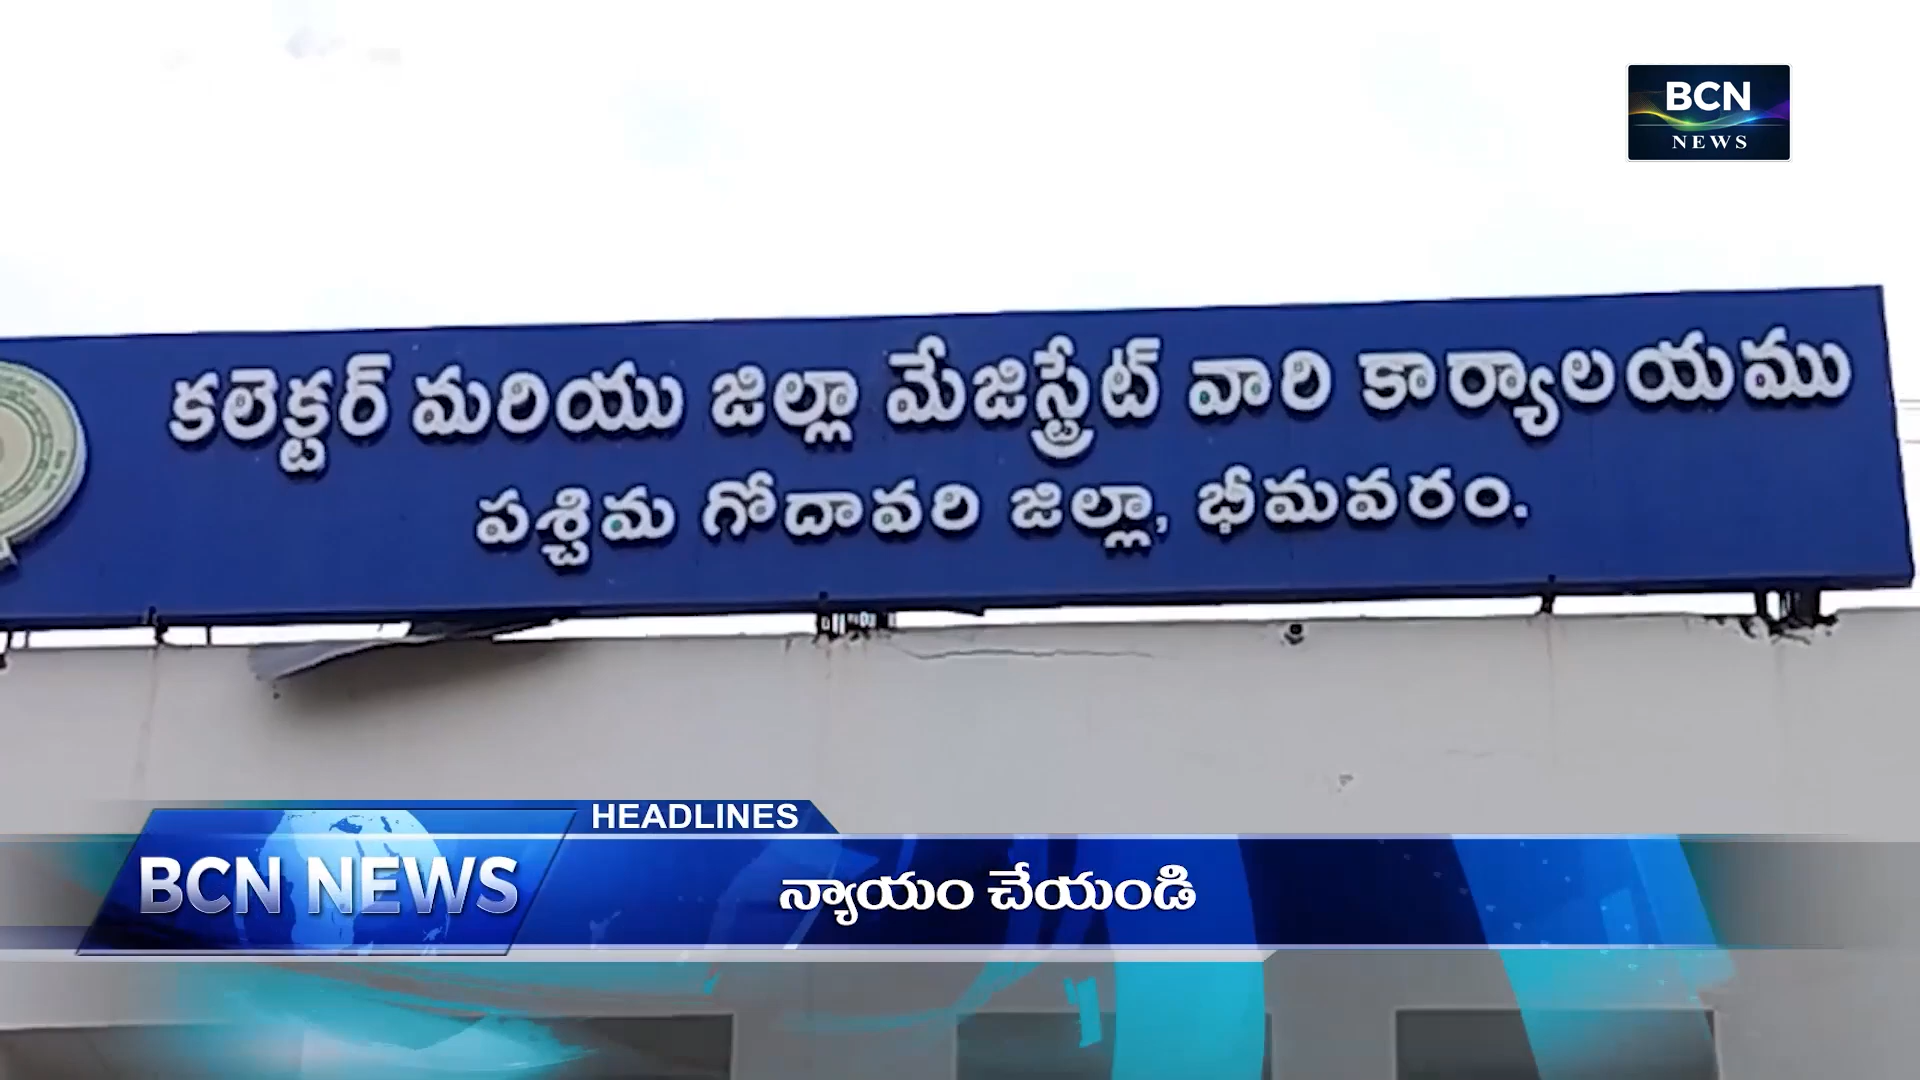 BCN
NEWS
కలెక్టర్ మరియు జిల్లా మేజిస్ట్రేట్ వారి కార్యాలయము
పశ్చిమ గోదావరి జిల్లా, భీమవరం.
HEADLINES
BCN NEWS
న్యాయం చేయండి